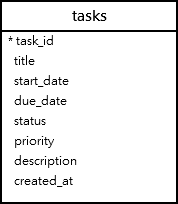 tasks
* task_id
title
start_date
due_date
status
priority
description
created_at